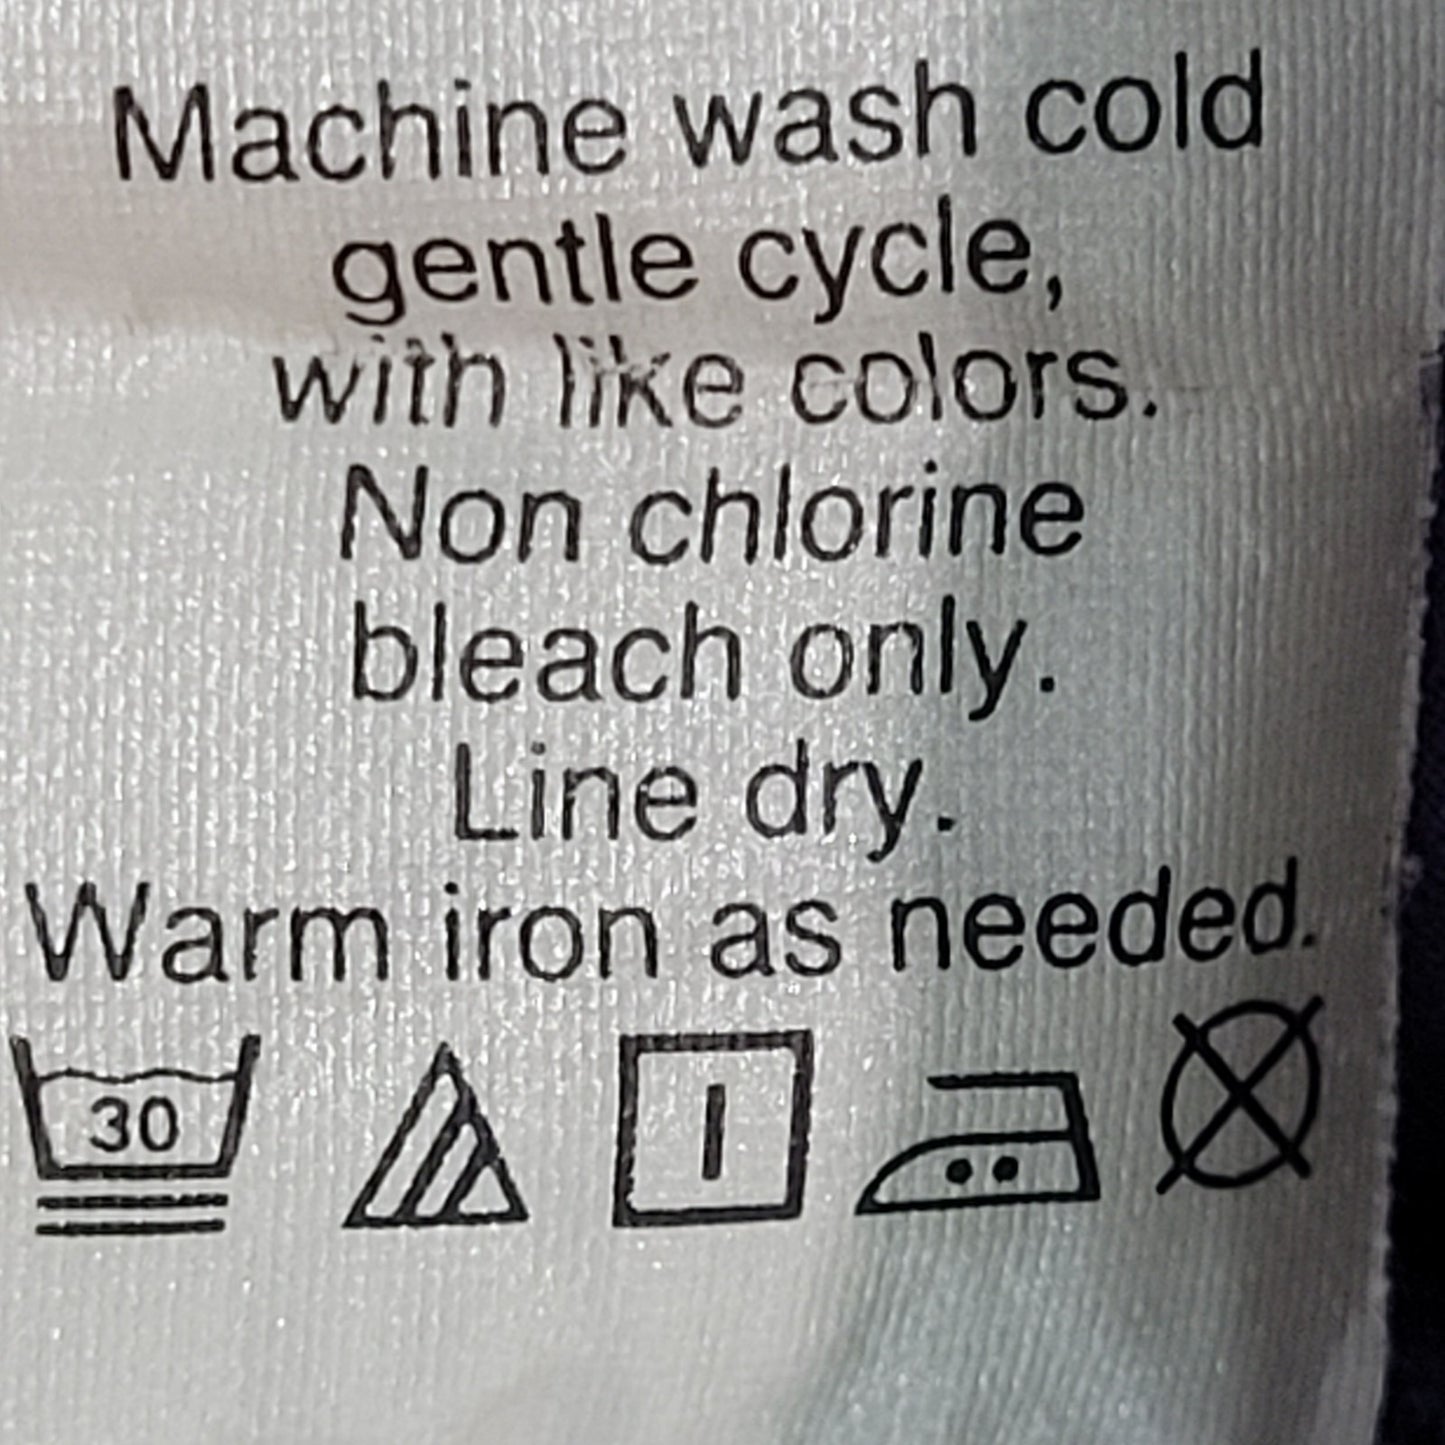 Machine wash cold
gentle cycle,
with like colors.
Non chlorine
bleach only.
Line dry.
Warm iron as needed.
30